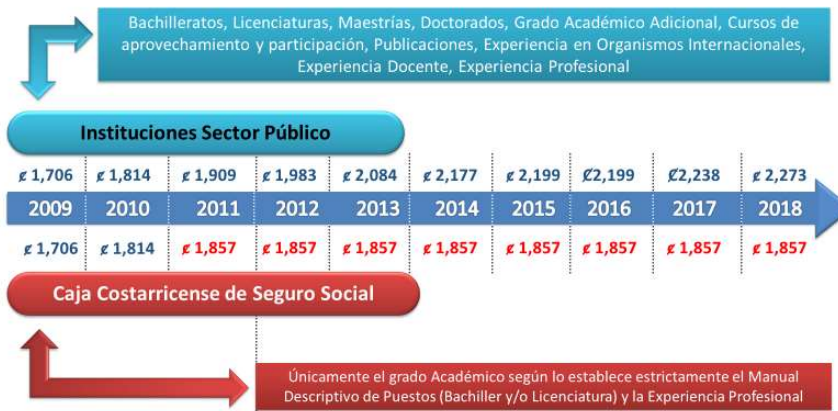 Bachilleratos, Licenciaturas, Maestrías, Doctorados, Grado Académico Adicional, Cursos de
aprovechamiento y participación, Publicaciones, Experiencia en Organismos Internacionales,
Experiencia Docente, Experiencia Profesional
Instituciones Sector Público
¢ 1,706 ¢ 1,814 ¢ 1,909 ¢ 1,983 ¢ 2,084 ¢ 2,177 ¢ 2,199 ₡2,199 ₡2,238 ¢ 2,273
2009 2010 2011 2012 2013 2014 2015 2016 2017 2018
¢ 1,706 ¢ 1,814 ¢ 1,857 ¢ 1,857 ¢ 1,857 ¢ 1,857 ¢ 1,857 ¢ 1,857 ¢ 1,857 ¢ 1,857
Caja Costarricense de Seguro Social
Únicamente el grado Académico según lo establece estrictamente el Manual
Descriptivo de Puestos (Bachiller y/o Licenciatura) y la Experiencia Profesional